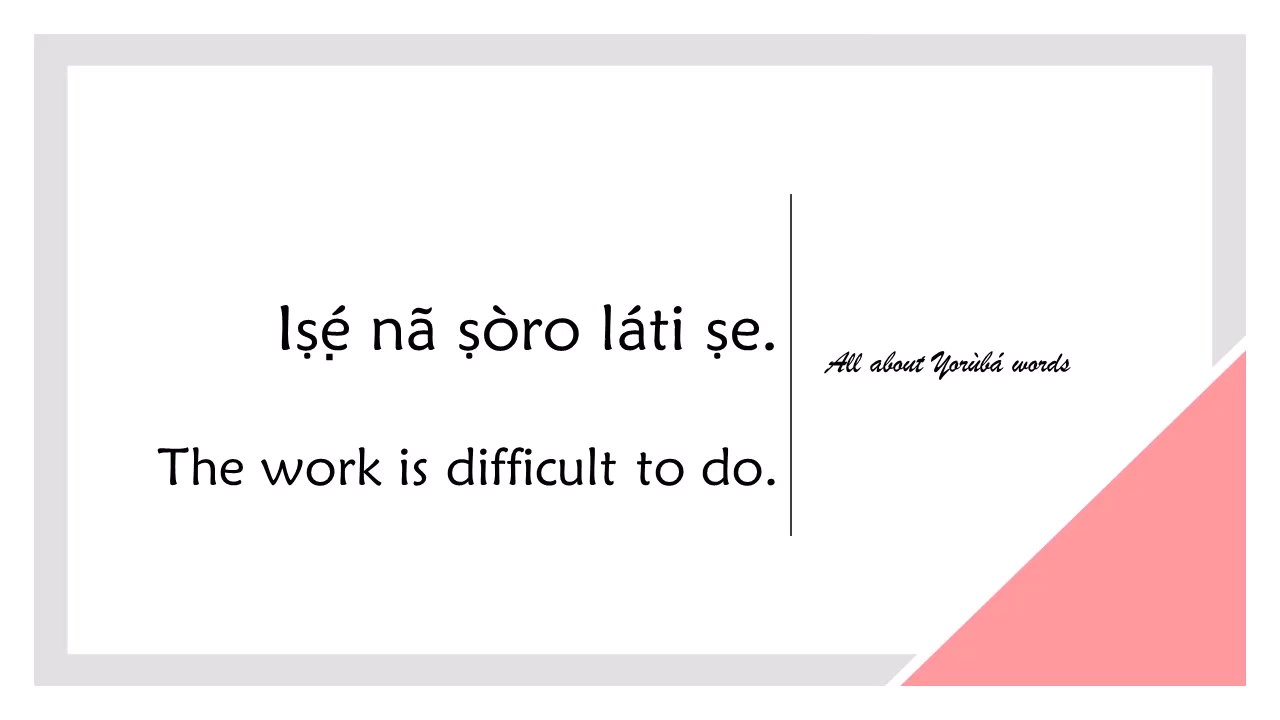 Iṣẹ́ nã ṣòro láti ṣe.
The work is difficult to do.
All about Yorùbá words